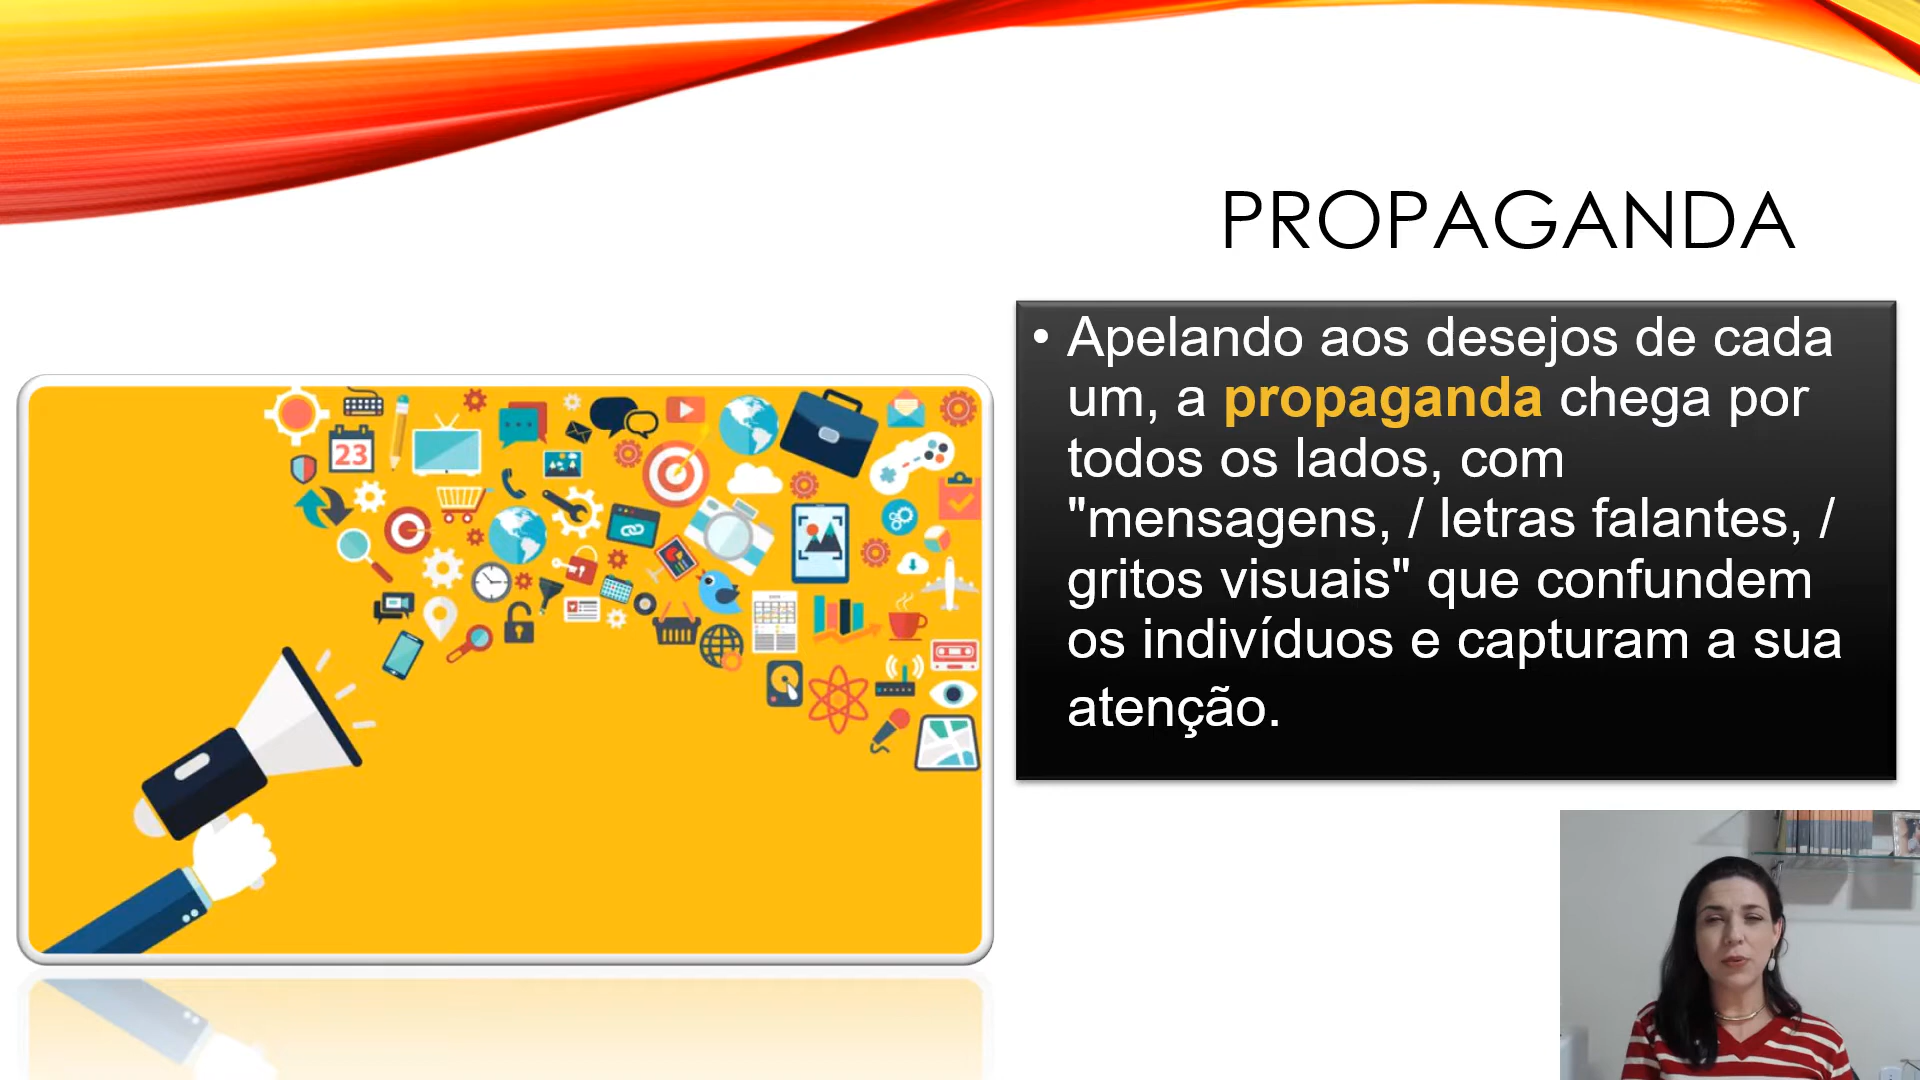 PROPAGANDA
• Apelando aos desejos de cada
um, a propaganda chega por
todos os lados, com
"mensagens, / letras falantes, /
gritos visuais" que confundem
os indivíduos e capturam a sua
atenção.
23